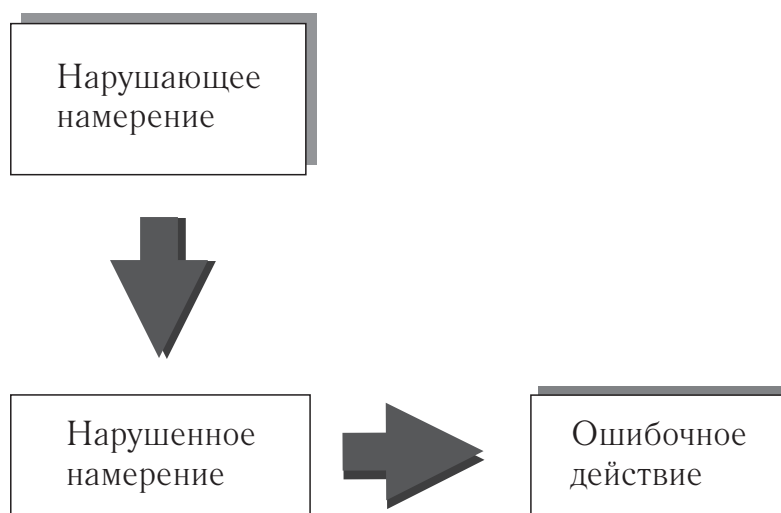 Нарушающее
намерение
Нарушенное
намерение
Ошибочное
действие